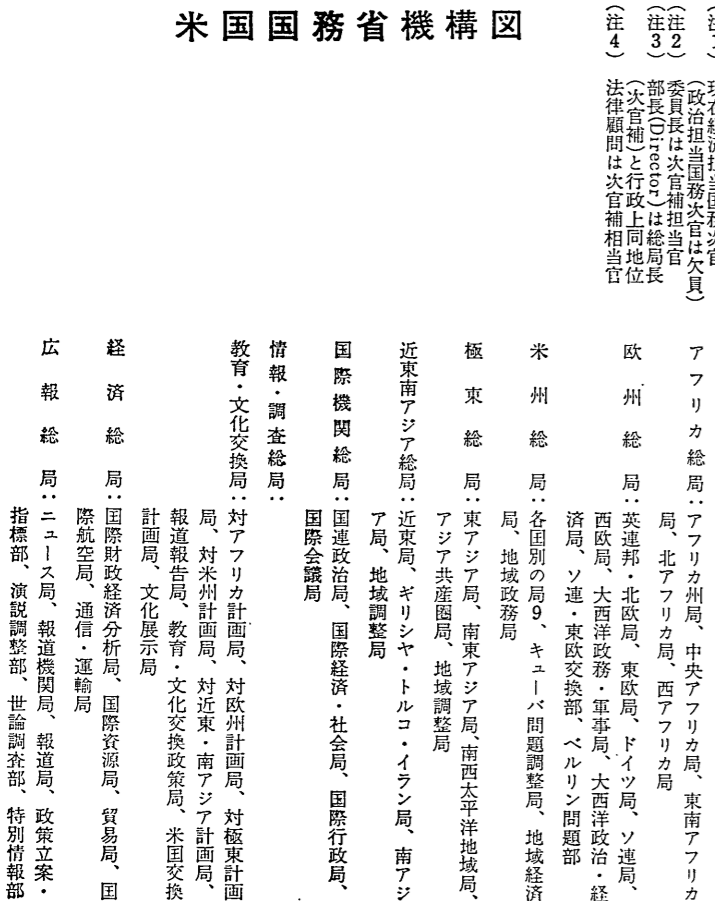 米国国務省機構図
(政治担当国務次官は欠員)
(注2)　委員長は次官補担当官
(注3)　部長(Director)は総局長
(次官補)と行政上同地位
(注4)　法律顧問は次官補相当官
アフリカ総局：アフリカ州局、中央アフリカ局、東南アフリカ
局、北アフリカ局、西アフリカ局
欧州総局：英連邦・北欧局、東欧局、ドイツ局、ソ連局、
西欧局、大西洋政務・軍事局、大西洋政治・経
済局、ソ連・東欧交換部、ベルリン問題部
米州総局：各国別の局9、キューバ問題調整局、地域経済
局、地域政務局
極東総局：東アジア局、南東アジア局、南西太平洋地域局、
アジア共産圏局、地域調整局
近東南アジア総局：近東局、ギリシヤ・トルコ・イラン局、南アジ
ア局、地域調整局
国際機関総局：国連政治局、国際経済・社会局、国際行政局、
国際会議局
情報・調査総局：
教育・文化交換局：対アフリカ計画局、対欧州計画局、対極東計画
局、対米州計画局、対近東・南アジア計画局、
報道報告局、教育・文化交換政策局、米国交換
計画局、文化展示局
経済総局：国際財政経済分析局、国際資源局、貿易局、国
際航空局、通信・運輸局
広報総局：ニュース局、報道機関局、報道局、政策立案・
指標部、演説調整部、世論調査部、特別情報部